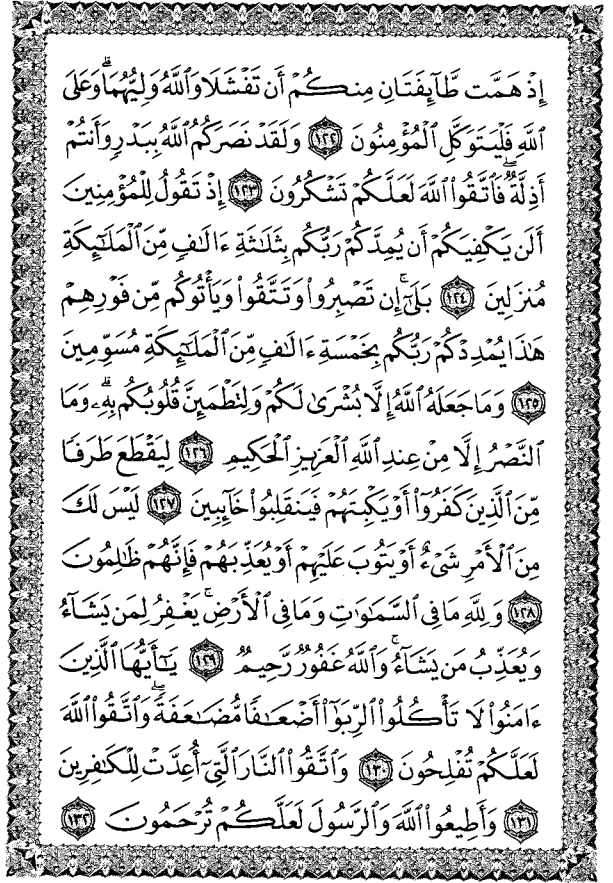 إِذْ هَمَّت طَّآئِفَتَانِ مِنكُمْ أَن تَفْشَلَا وَٱللَّهُ وَلِيُّهُمَا ۗ وَعَلَى
ٱللَّهِ فَلْيَتَوَكَّلِ ٱلْمُؤْمِنُونَ ١٢٢ وَلَقَدْ نَصَرَكُمُ ٱللَّهُ بِبَدْرٍ وَأَنتُمْ
أَذِلَّةٌ ۖ فَٱتَّقُوا۟ ٱللَّهَ لَعَلَّكُمْ تَشْكُرُونَ ١٢٣ إِذْ تَقُولُ لِلْمُؤْمِنِينَ
أَلَن يَكْفِيَكُمْ أَن يُمِدَّكُمْ رَبُّكُم بِثَلَـٰثَةِ ءَالَـٰفٍ مِّنَ ٱلْمَلَـٰٓئِكَةِ
مُنزَلِينَ ١٢٤ بَلَىٰٓ ۚ إِن تَصْبِرُوا۟ وَتَتَّقُوا۟ وَيَأْتُوكُم مِّن فَوْرِهِمْ
هَـٰذَا يُمْدِدْكُمْ رَبُّكُم بِخَمْسَةِ ءَالَـٰفٍ مِّنَ ٱلْمَلَـٰٓئِكَةِ مُسَوِّمِينَ
١٢٥ وَمَا جَعَلَهُ ٱللَّهُ إِلَّا بُشْرَىٰ لَكُمْ وَلِتَطْمَئِنَّ قُلُوبُكُم بِهِۦ ۗ وَمَا
ٱلنَّصْرُ إِلَّا مِنْ عِندِ ٱللَّهِ ٱلْعَزِيزِ ٱلْحَكِيمِ ١٢٦ لِيَقْطَعَ طَرَفًا
مِّنَ ٱلَّذِينَ كَفَرُوٓا۟ أَوْ يَكْبِتَهُمْ فَيَنقَلِبُوا۟ خَآئِبِينَ ١٢٧ لَيْسَ لَكَ
مِنَ ٱلْأَمْرِ شَىْءٌ أَوْ يَتُوبَ عَلَيْهِمْ أَوْ يُعَذِّبَهُمْ فَإِنَّهُمْ ظَـٰلِمُونَ
١٢٨ وَلِلَّهِ مَا فِى ٱلسَّمَـٰوَٰتِ وَمَا فِى ٱلْأَرْضِ ۚ يَغْفِرُ لِمَن يَشَآءُ
وَيُعَذِّبُ مَن يَشَآءُ ۚ وَٱللَّهُ غَفُورٌ رَّحِيمٌ ١٢٩ يَـٰٓأَيُّهَا ٱلَّذِينَ
ءَامَنُوا۟ لَا تَأْكُلُوا۟ ٱلرِّبَوٰٓا۟ أَضْعَـٰفًا مُّضَـٰعَفَةً ۖ وَٱتَّقُوا۟ ٱللَّهَ
لَعَلَّكُمْ تُفْلِحُونَ ١٣٠ وَٱتَّقُوا۟ ٱلنَّارَ ٱلَّتِىٓ أُعِدَّتْ لِلْكَـٰفِرِينَ
١٣١ وَأَطِيعُوا۟ ٱللَّهَ وَٱلرَّسُولَ لَعَلَّكُمْ تُرْحَمُونَ ١٣٢